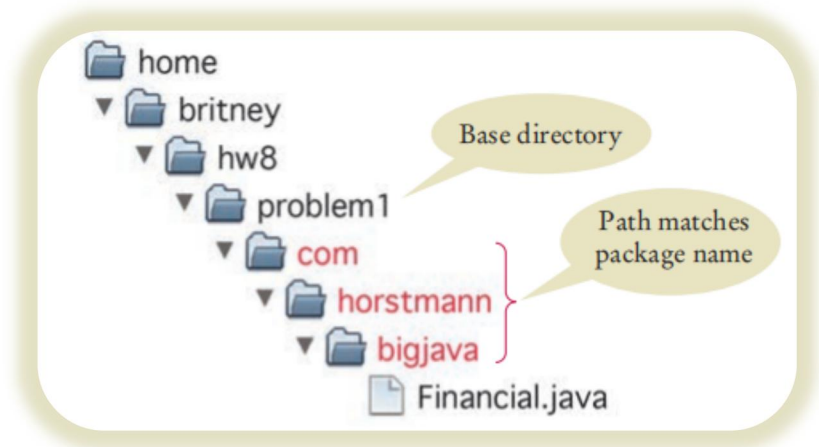 home
britney
hw8
Base directory
problem1
Path matches
package name
com
horstmann
bigjava
Financial.java